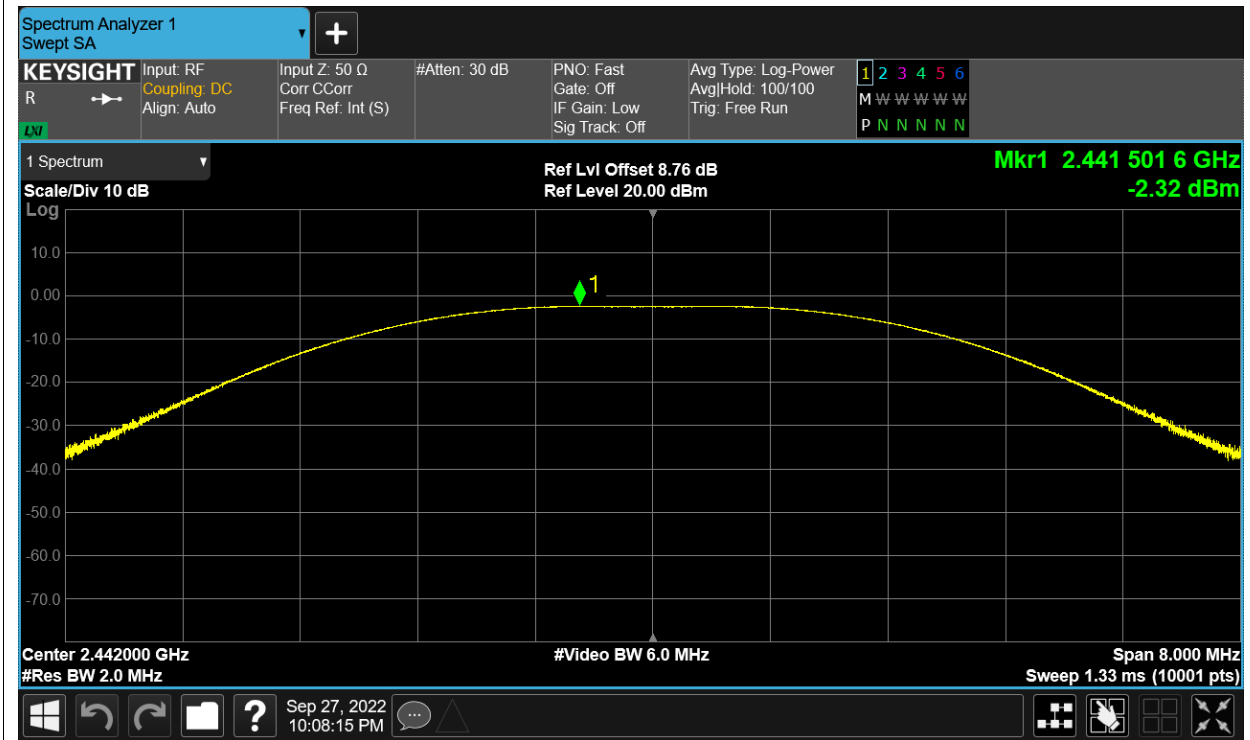 Spectrum Analyzer 1
Swept SA
+
KEYSIGHT
R
LXI
Input: RF
Coupling: DC
Align: Auto
Input Z: 50 Ω
Corr CCorr
Freq Ref: Int (S)
#Atten: 30 dB
PNO: Fast
Gate: Off
IF Gain: Low
Sig Track: Off
Avg Type: Log-Power
Avg|Hold: 100/100
Trig: Free Run
1 2 3 4 5 6
M W W W W W
P N N N N N
1 Spectrum
Scale/Div 10 dB
Log
Ref Lvl Offset 8.76 dB
Ref Level 20.00 dBm
Mkr1 2.441 501 6 GHz
-2.32 dBm
10.0
0.00
-10.0
-20.0
-30.0
-40.0
-50.0
-60.0
-70.0
1
Center 2.442000 GHz
#Res BW 2.0 MHz
#Video BW 6.0 MHz
Span 8.000 MHz
Sweep 1.33 ms (10001 pts)
?
Sep 27, 2022
10:08:15 PM